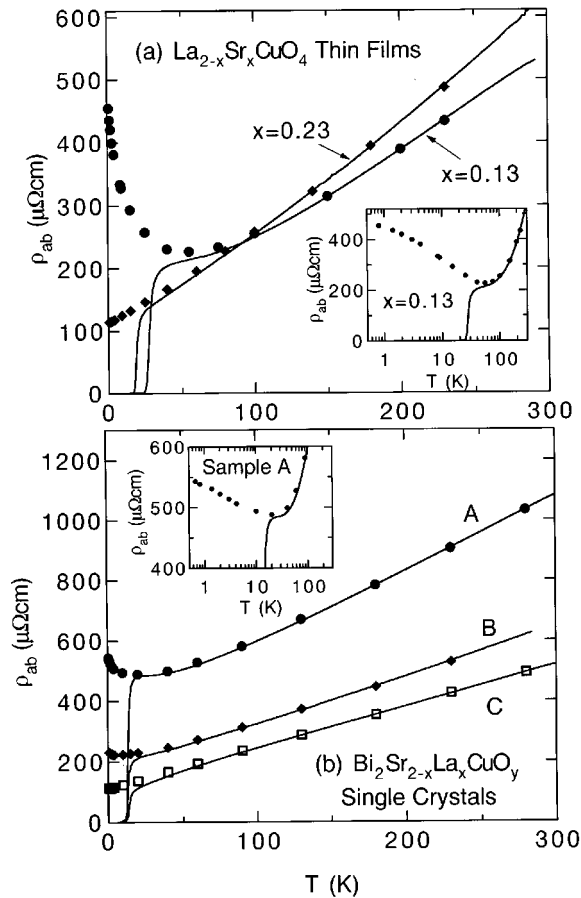 600
(a) La2-xSrxCuO4 Thin Films
500
x=0.23
400
x=0.13
300
200
100
0
ρab (μΩcm)
400
200
0
ρab (μΩcm)
x=0.13
1 10 100
T (K)
0 100 200 300
1200
1000
800
600
400
200
0
ρab (μΩcm)
600
Sample A
500
400
ρab (μΩcm)
1 10 100
T (K)
A
B
C
(b) Bi2Sr2-xLaxCuOy
Single Crystals
0 100 200 300
T (K)